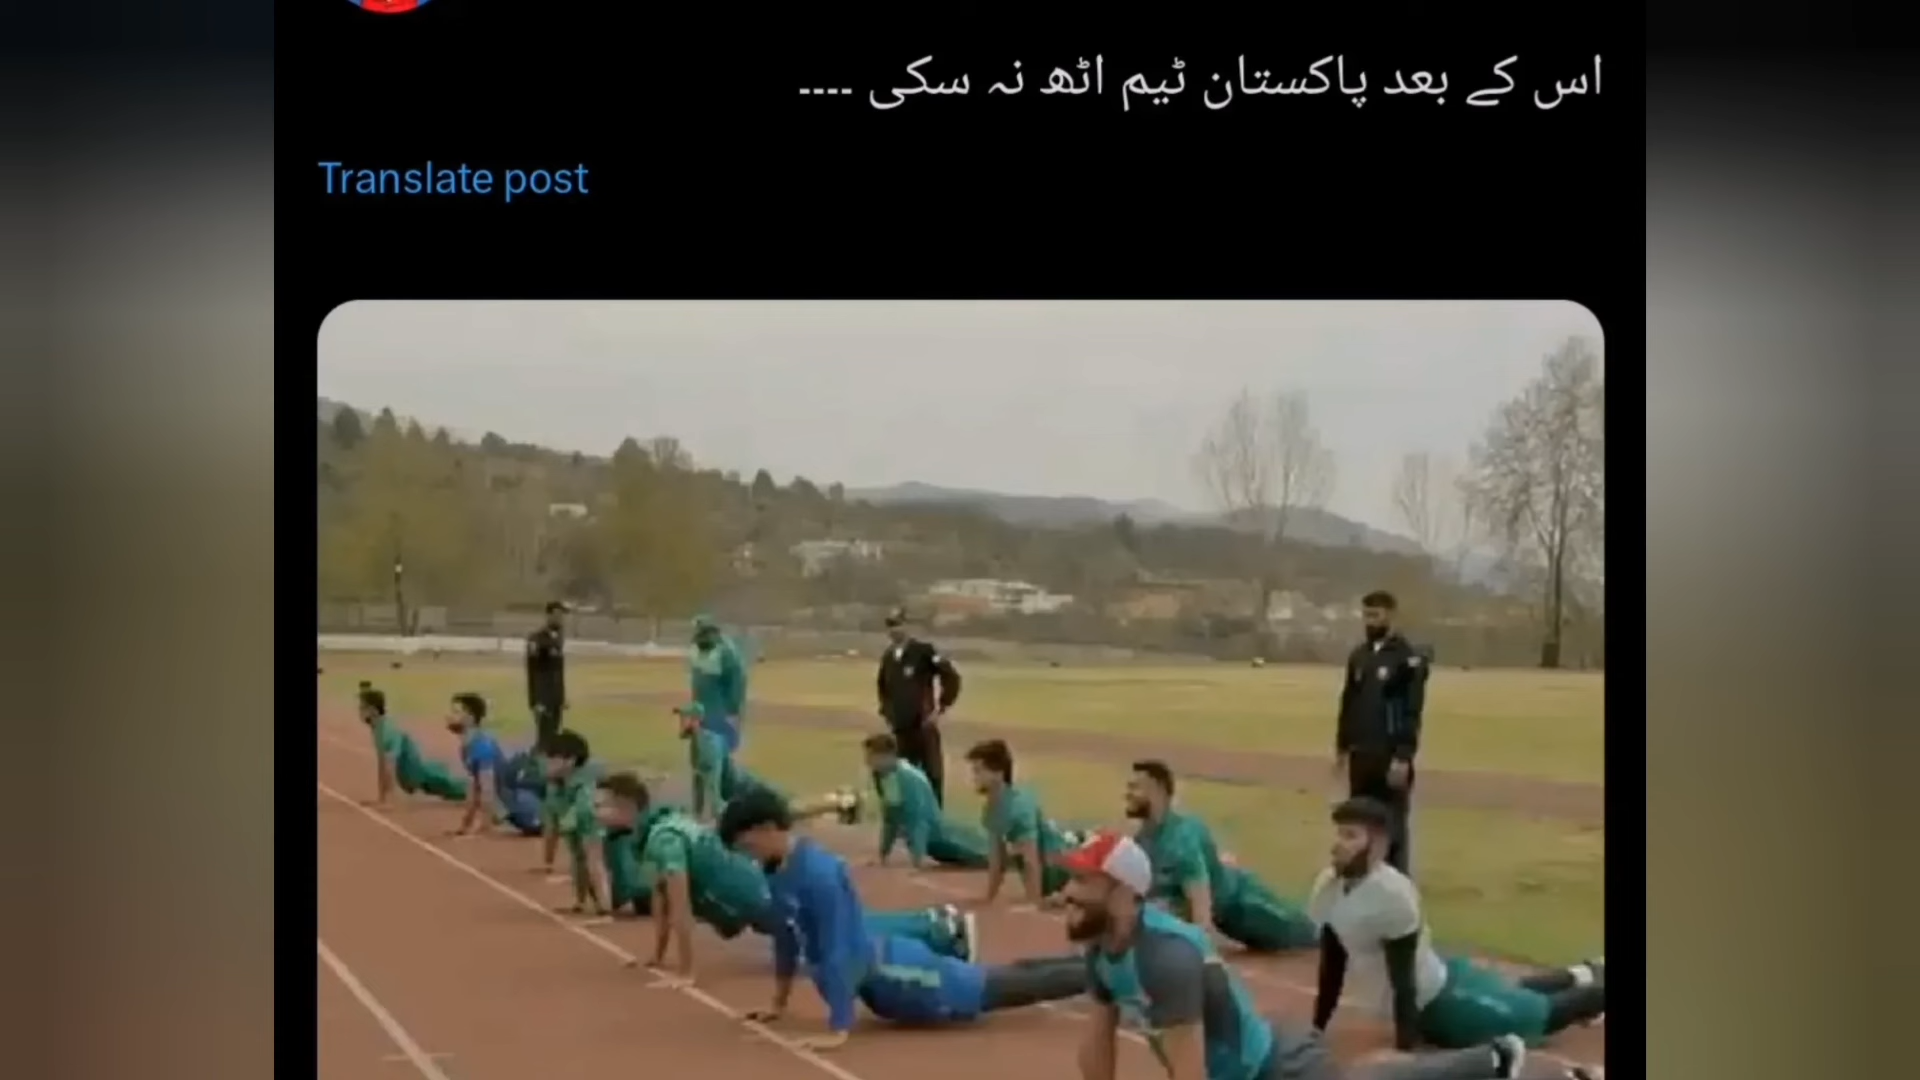 اس کے بعد پاکستان ٹیم اٹھ نہ سکی ----
Translate post